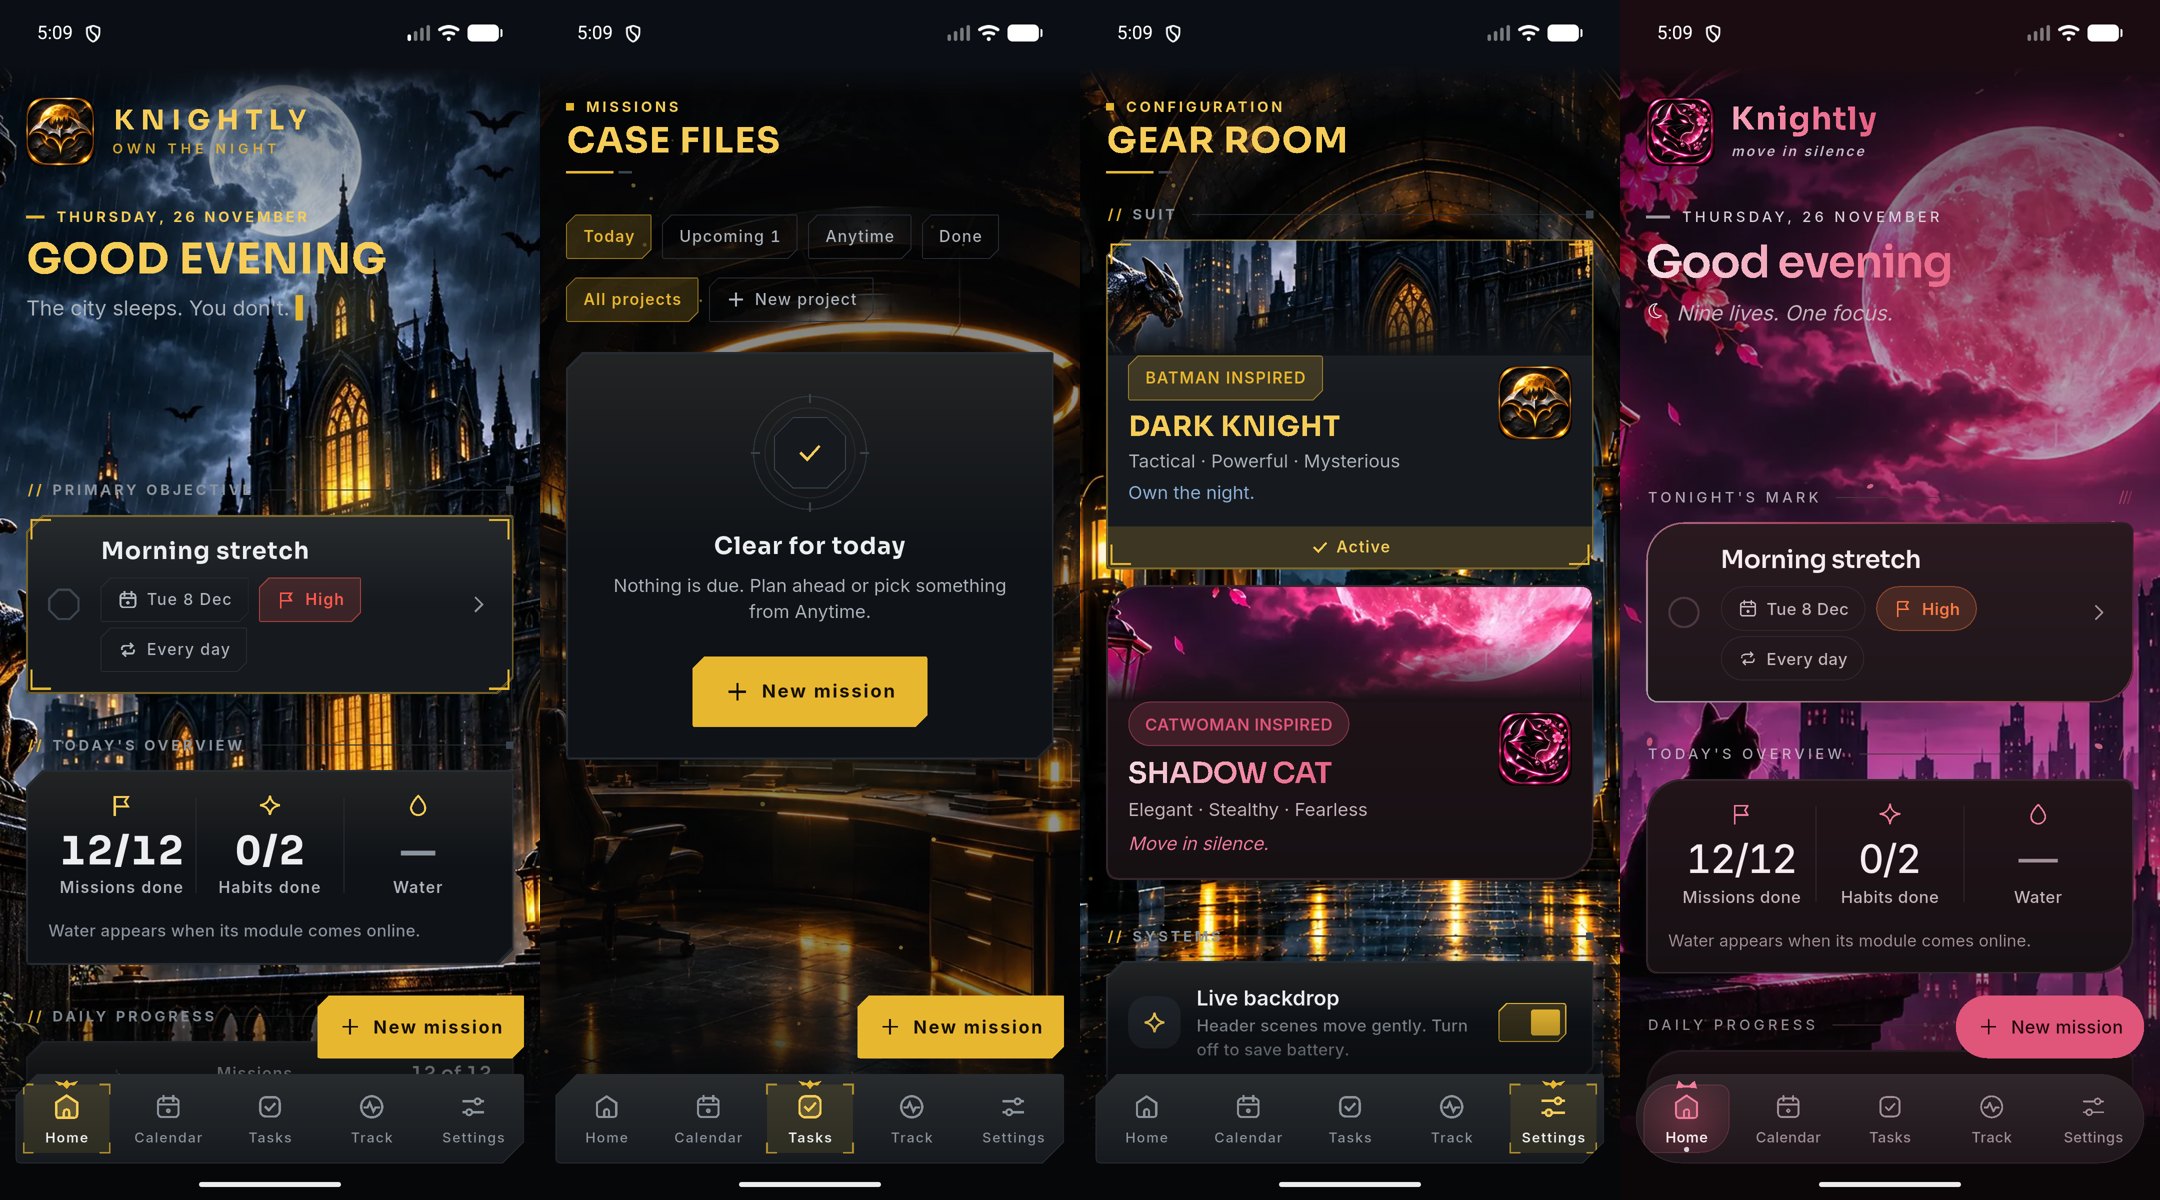 5:09
KNIGHTLY
OWN THE NIGHT
THURSDAY, 26 NOVEMBER
GOOD EVENING
The city sleeps. You don't.
// PRIMARY OBJECTIVE
Morning stretch
Tue 8 Dec
High
Every day
// TODAY'S OVERVIEW
12/12
0/2
—
Missions done
Habits done
Water
Water appears when its module comes online.
// DAILY PROGRESS
+ New mission
Missions
12 of 12
Home
Calendar
Tasks
Track
Settings
5:09
MISSIONS
CASE FILES
Today
Upcoming 1
Anytime
Done
All projects
+ New project
Clear for today
Nothing is due. Plan ahead or pick something
from Anytime.
+ New mission
+ New mission
Home
Calendar
Tasks
Track
Settings
5:09
CONFIGURATION
GEAR ROOM
// SUIT
BATMAN INSPIRED
DARK KNIGHT
Tactical · Powerful · Mysterious
Own the night.
Active
CATWOMAN INSPIRED
SHADOW CAT
Elegant · Stealthy · Fearless
Move in silence.
// SYSTEMS
Live backdrop
Header scenes move gently. Turn
off to save battery.
Home
Calendar
Tasks
Track
Settings
5:09
Knightly
move in silence
THURSDAY, 26 NOVEMBER
Good evening
Nine lives. One focus.
TONIGHT'S MARK
///
Morning stretch
Tue 8 Dec
High
Every day
TODAY'S OVERVIEW
12/12
0/2
—
Missions done
Habits done
Water
Water appears when its module comes online.
DAILY PROGRESS
+ New mission
Home
Calendar
Tasks
Track
Settings